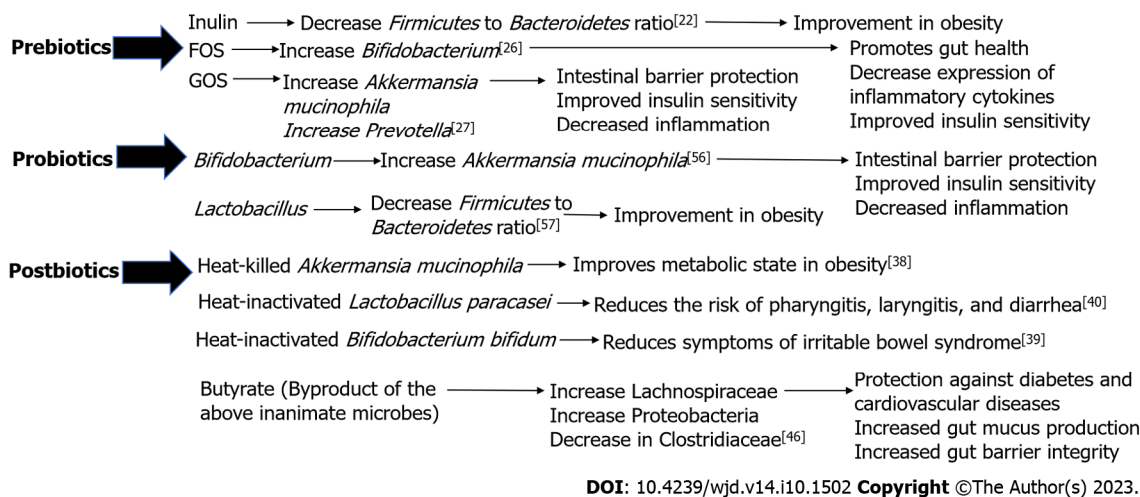 Prebiotics
Inulin Decrease Firmicutes to Bacteroidetes ratio[22] Improvement in obesity
FOS Increase Bifidobacterium[26] Promotes gut health
Decrease expression of
inflammatory cytokines
Improved insulin sensitivity
GOS Increase Akkermansia
mucinophila
Increase Prevotella[27]
Intestinal barrier protection
Improved insulin sensitivity
Decreased inflammation
Probiotics
Bifidobacterium Increase Akkermansia mucinophila[56] Intestinal barrier protection
Improved insulin sensitivity
Decreased inflammation
Lactobacillus Decrease Firmicutes to
Bacteroidetes ratio[57]
Improvement in obesity
Postbiotics
Heat-killed Akkermansia mucinophila Improves metabolic state in obesity[38]
Heat-inactivated Lactobacillus paracasei Reduces the risk of pharyngitis, laryngitis, and diarrhea[40]
Heat-inactivated Bifidobacterium bifidum Reduces symptoms of irritable bowel syndrome[39]
Butyrate (Byproduct of the
above inanimate microbes)
Increase Lachnospiraceae
Increase Proteobacteria
Decrease in Clostridiaceae[46]
Protection against diabetes and
cardiovascular diseases
Increased gut mucus production
Increased gut barrier integrity
DOI: 10.4239/wjd.v14.i10.1502 Copyright ©The Author(s) 2023.